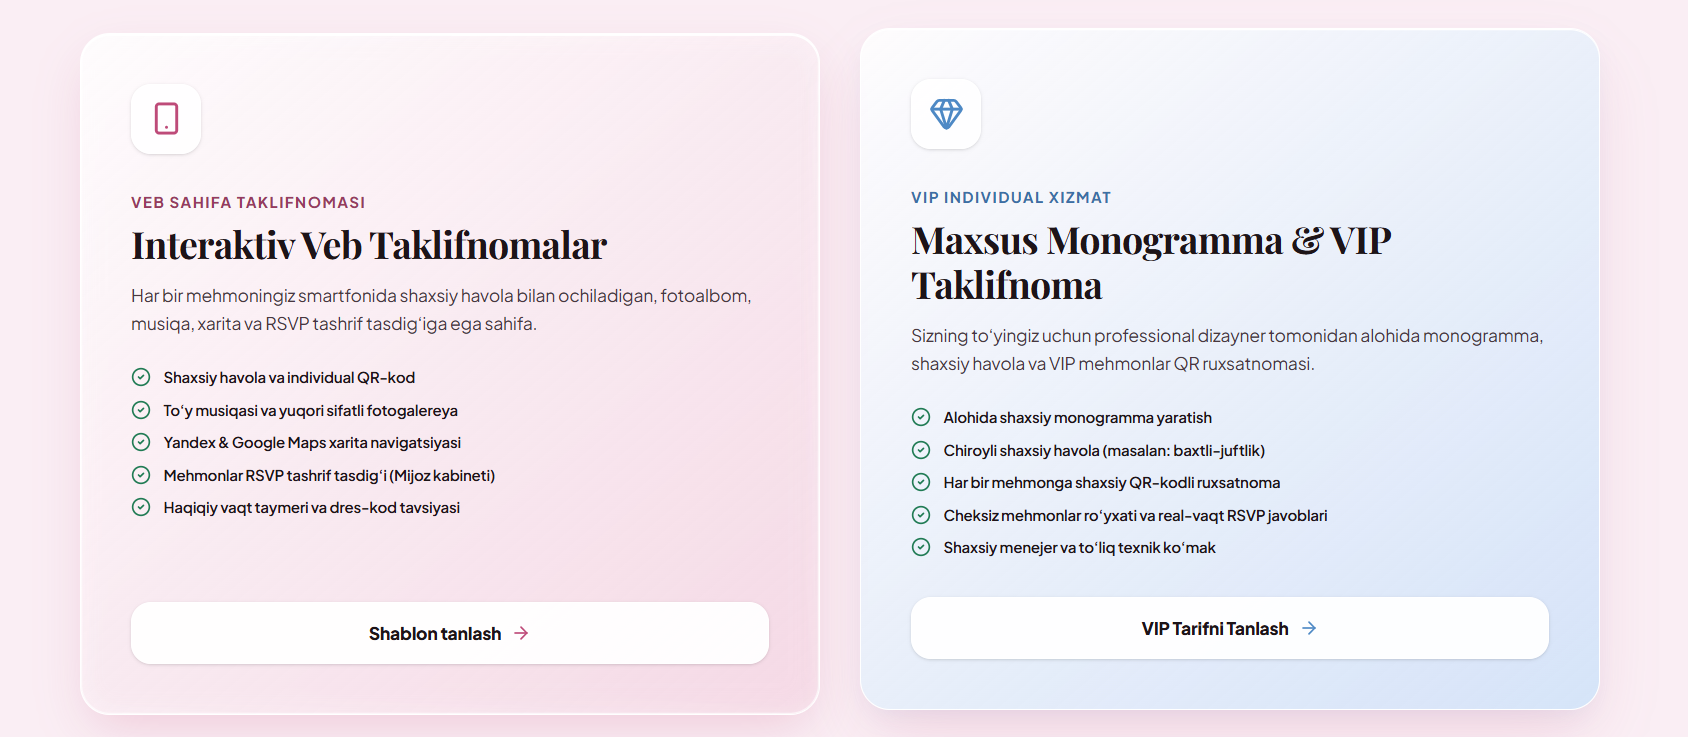 VEB SAHIFA TAKLIFNOMASI
Interaktiv Veb Taklifnomalar
Har bir mehmoningiz smartfonida shaxsiy havola bilan ochiladigan, fotoalbom,
musiqa, xarita va RSVP tashrif tasdig‘iga ega sahifa.
Shaxsiy havola va individual QR-kod
To‘y musiqasi va yuqori sifatli fotogalereya
Yandex & Google Maps xarita navigatsiyasi
Mehmonlar RSVP tashrif tasdig‘i (Mijoz kabineti)
Haqiqiy vaqt taymeri va dres-kod tavsiyasi
Shablon tanlash →
VIP INDIVIDUAL XIZMAT
Maxsus Monogramma & VIP
Taklifnoma
Sizning to‘yingiz uchun professional dizayner tomonidan alohida monogramma,
shaxsiy havola va VIP mehmonlar QR ruxsatnomasi.
Alohida shaxsiy monogramma yaratish
Chiroyli shaxsiy havola (masalan: baxtli-juftlik)
Har bir mehmonga shaxsiy QR-kodli ruxsatnoma
Cheksiz mehmonlar ro‘yxati va real-vaqt RSVP javoblari
Shaxsiy menejer va to‘liq texnik ko‘mak
VIP Tarifni Tanlash →